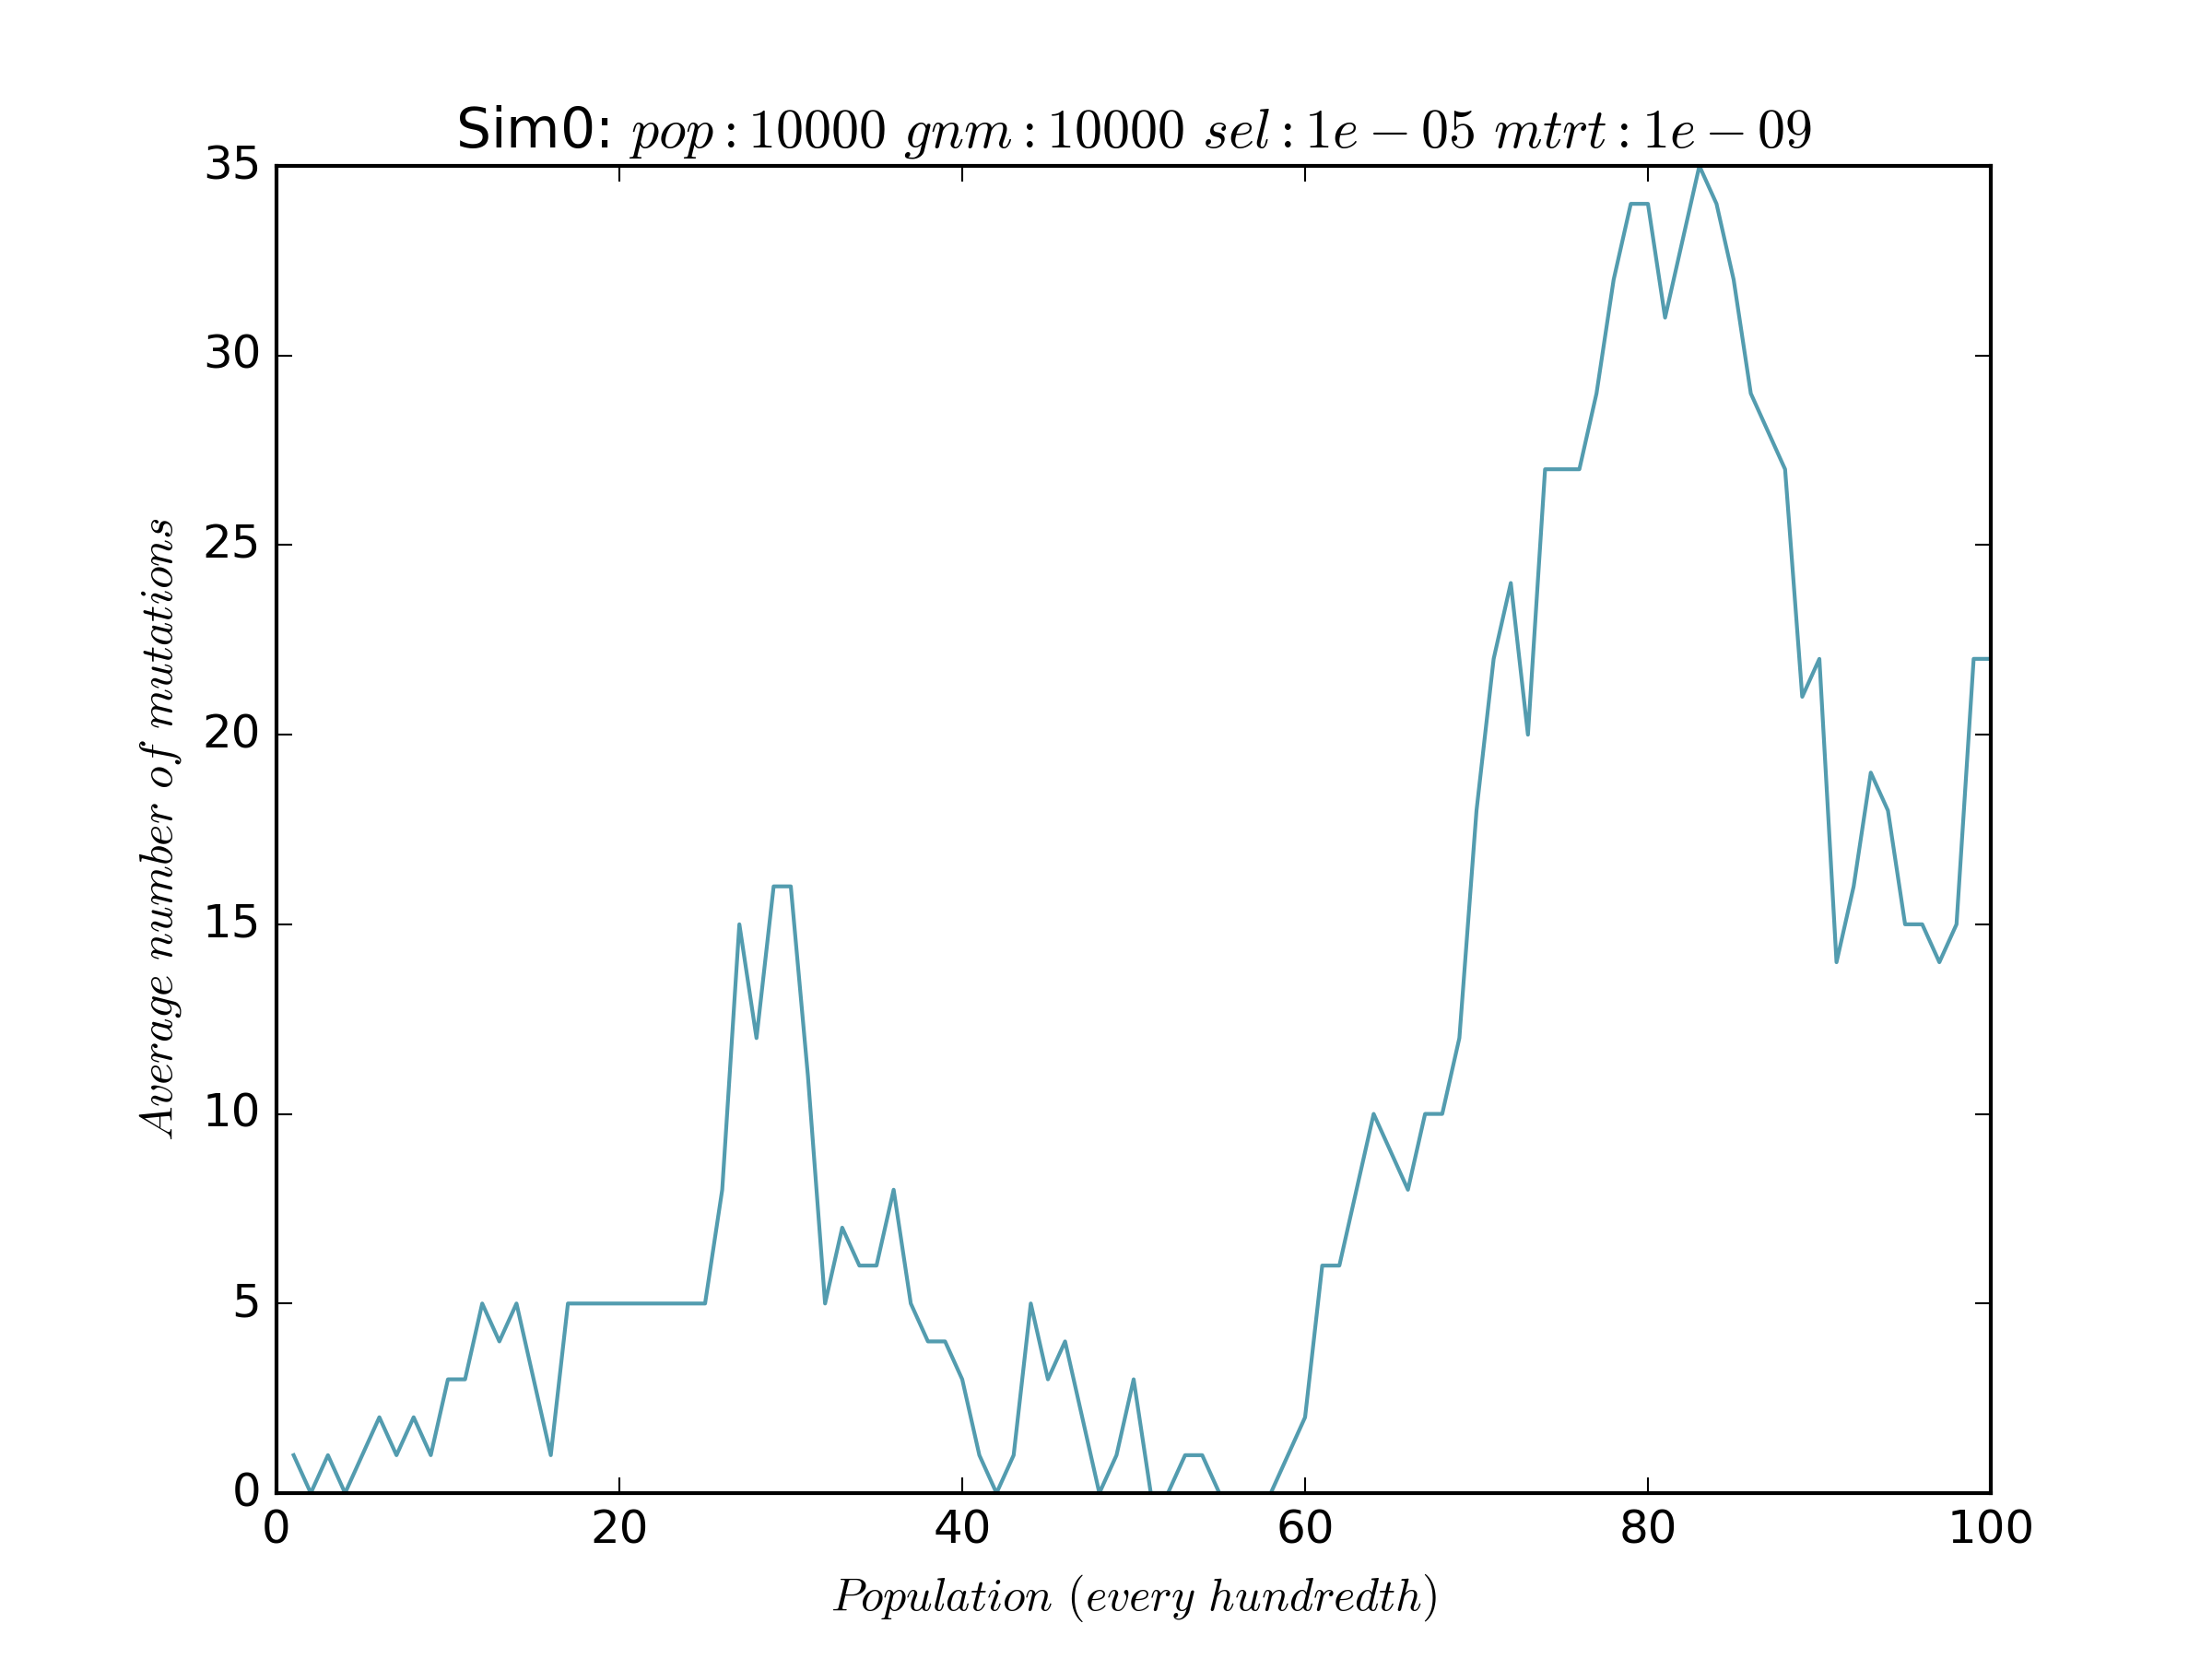 Sim0: pop : 10000 gnm : 10000 sel : 1e − 05 mtrt : 1e − 09
35
30
25
20
15
10
5
0
Average number of mutations
0 20 40 60 80 100
Population (every hundredth)